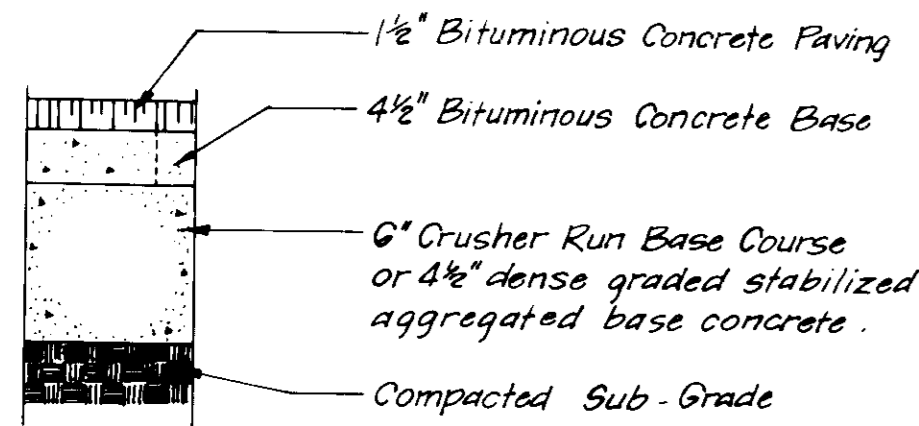 1½" Bituminous Concrete Paving
4½" Bituminous Concrete Base
6" Crusher Run Base Course
or 4½" dense graded stabilized
aggregated base concrete.
Compacted Sub-Grade